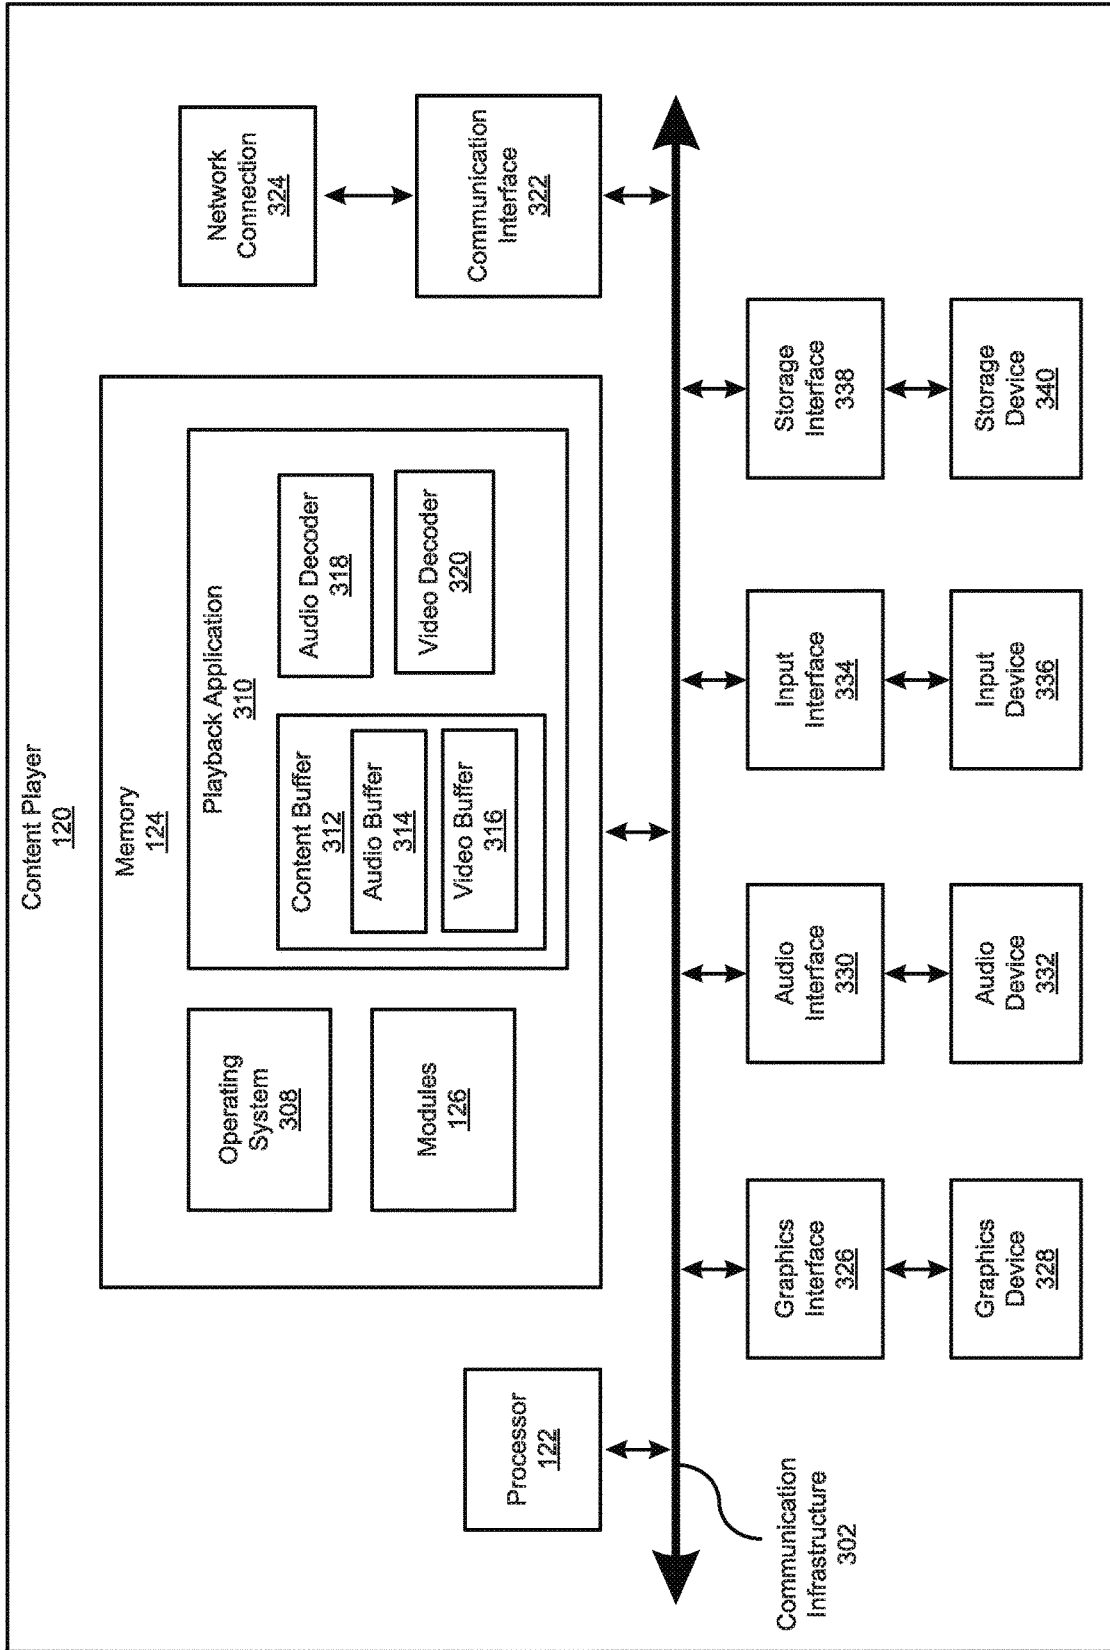 Content Player
120
Memory
124
Operating
System
308
Modules
126
Playback Application
310
Content Buffer
312
Audio Buffer
314
Video Buffer
316
Audio Decoder
318
Video Decoder
320
Network
Connection
324
Communication
Interface
322
Processor
122
Communication
Infrastructure
302
Graphics
Interface
326
Graphics
Device
328
Audio
Interface
330
Audio
Device
332
Input
Interface
334
Input
Device
336
Storage
Interface
338
Storage
Device
340